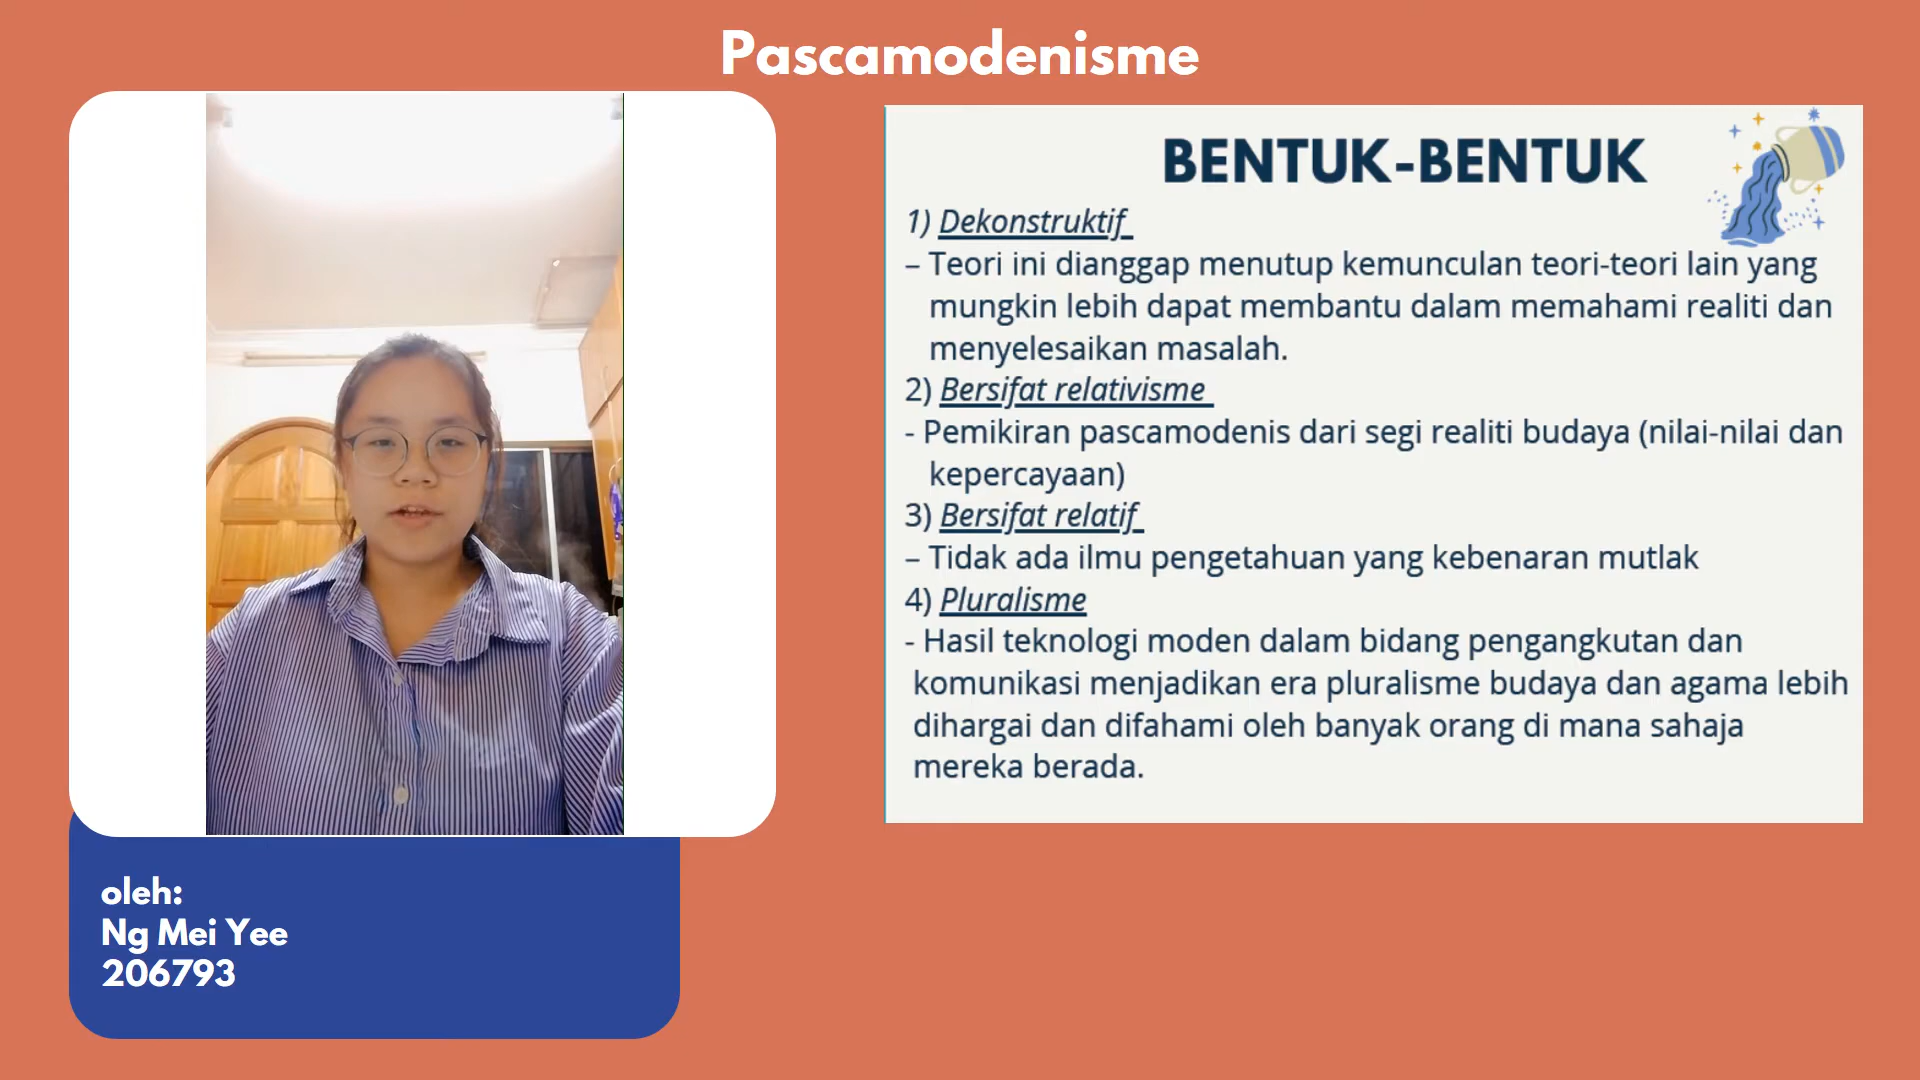 Pascamodenisme
BENTUK-BENTUK
1) Dekonstruktif
– Teori ini dianggap menutup kemunculan teori-teori lain yang
mungkin lebih dapat membantu dalam memahami realiti dan
menyelesaikan masalah.
2) Bersifat relativisme
- Pemikiran pascamodenis dari segi realiti budaya (nilai-nilai dan
kepercayaan)
3) Bersifat relatif
– Tidak ada ilmu pengetahuan yang kebenaran mutlak
4) Pluralisme
- Hasil teknologi moden dalam bidang pengangkutan dan
komunikasi menjadikan era pluralisme budaya dan agama lebih
dihargai dan difahami oleh banyak orang di mana sahaja
mereka berada.
oleh:
Ng Mei Yee
206793